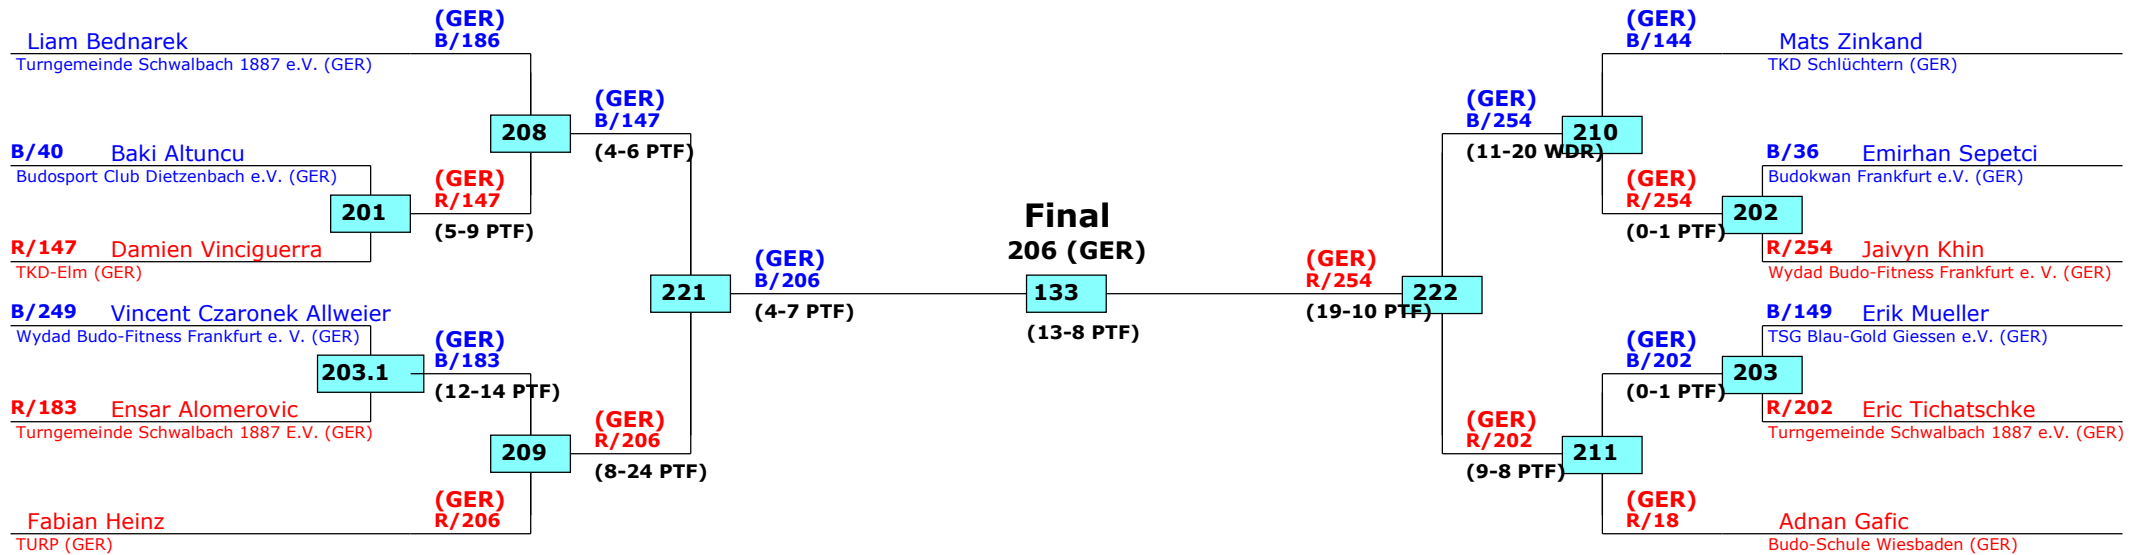 (GER)
Liam Bednarek
B/186
Turngemeinde Schwalbach 1887 e.V. (GER)
208
(GER)
B/147
(4-6 PTF)
B/40 Baki Altuncu
Budosport Club Dietzenbach e.V. (GER)
201
(GER)
R/147
(5-9 PTF)
R/147 Damien Vinciguerra
TKD-Elm (GER)
221
(GER)
B/206
(4-7 PTF)
B/249 Vincent Czaronek Allweier
Wydad Budo-Fitness Frankfurt e. V. (GER)
203.1
(GER)
B/183
(12-14 PTF)
R/183 Ensar Alomerovic
Turngemeinde Schwalbach 1887 E.V. (GER)
209
(GER)
R/206
(8-24 PTF)
(GER)
Fabian Heinz
R/206
TURP (GER)
Final
206 (GER)
133
(13-8 PTF)
(GER)
R/254
(19-10 PTF)
222
(GER)
B/144
Mats Zinkand
TKD Schlüchtern (GER)
(GER)
B/254
(11-20 WDR)
210
B/36 Emirhan Sepetci
Budokwan Frankfurt e.V. (GER)
(GER)
R/254
(0-1 PTF)
202
R/254 Jaivyn Khin
Wydad Budo-Fitness Frankfurt e. V. (GER)
B/149 Erik Mueller
TSG Blau-Gold Giessen e.V. (GER)
(GER)
B/202
(0-1 PTF)
203
R/202 Eric Tichatschke
Turngemeinde Schwalbach 1887 e.V. (GER)
(GER)
R/202
(9-8 PTF)
211
(GER)
R/18
Adnan Gafic
Budo-Schule Wiesbaden (GER)